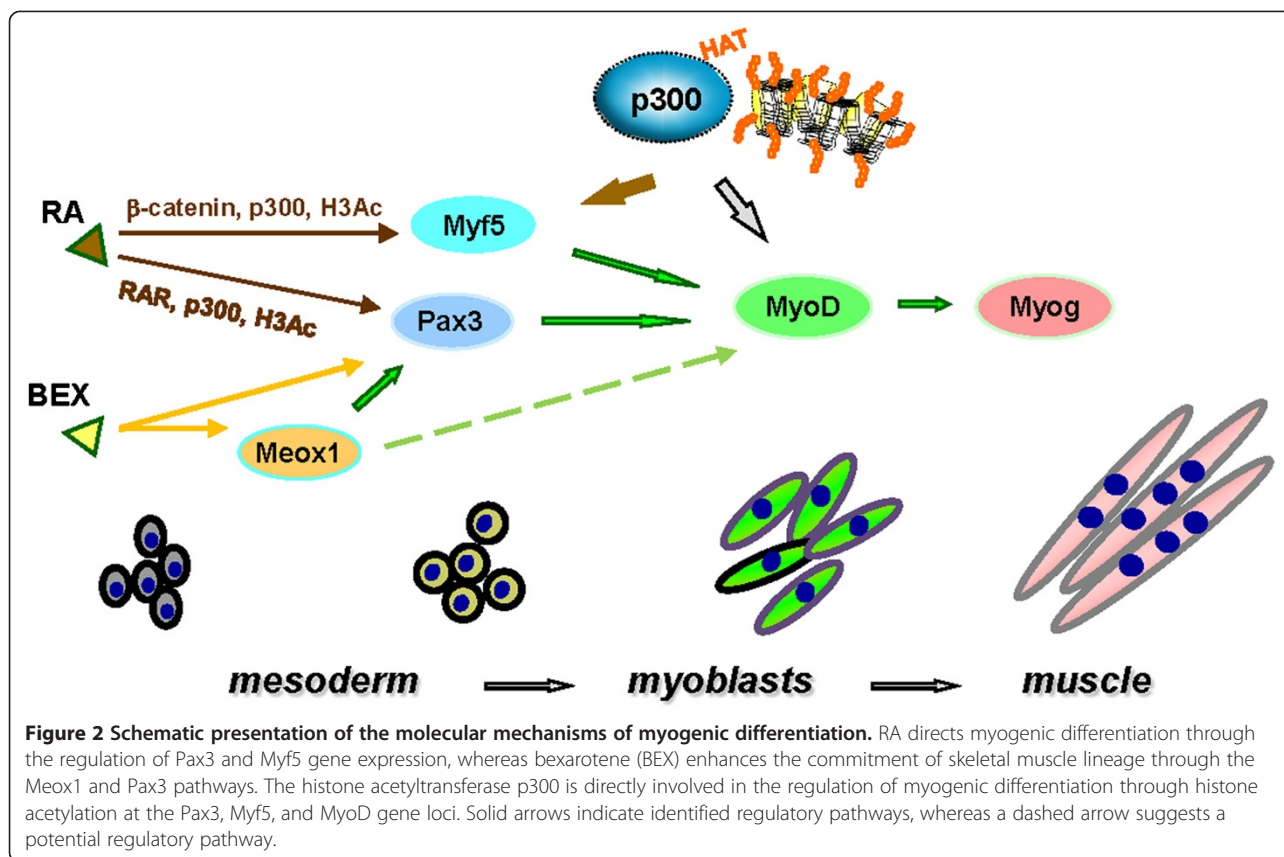 HAT
p300
RA
β-catenin, p300, H3Ac
Myf5
RAR, p300, H3Ac
Pax3
MyoD
Myog
BEX
Meox1
mesoderm
myoblasts
muscle
Figure 2 Schematic presentation of the molecular mechanisms of myogenic differentiation. RA directs myogenic differentiation through
the regulation of Pax3 and Myf5 gene expression, whereas bexarotene (BEX) enhances the commitment of skeletal muscle lineage through the
Meox1 and Pax3 pathways. The histone acetyltransferase p300 is directly involved in the regulation of myogenic differentiation through histone
acetylation at the Pax3, Myf5, and MyoD gene loci. Solid arrows indicate identified regulatory pathways, whereas a dashed arrow suggests a
potential regulatory pathway.